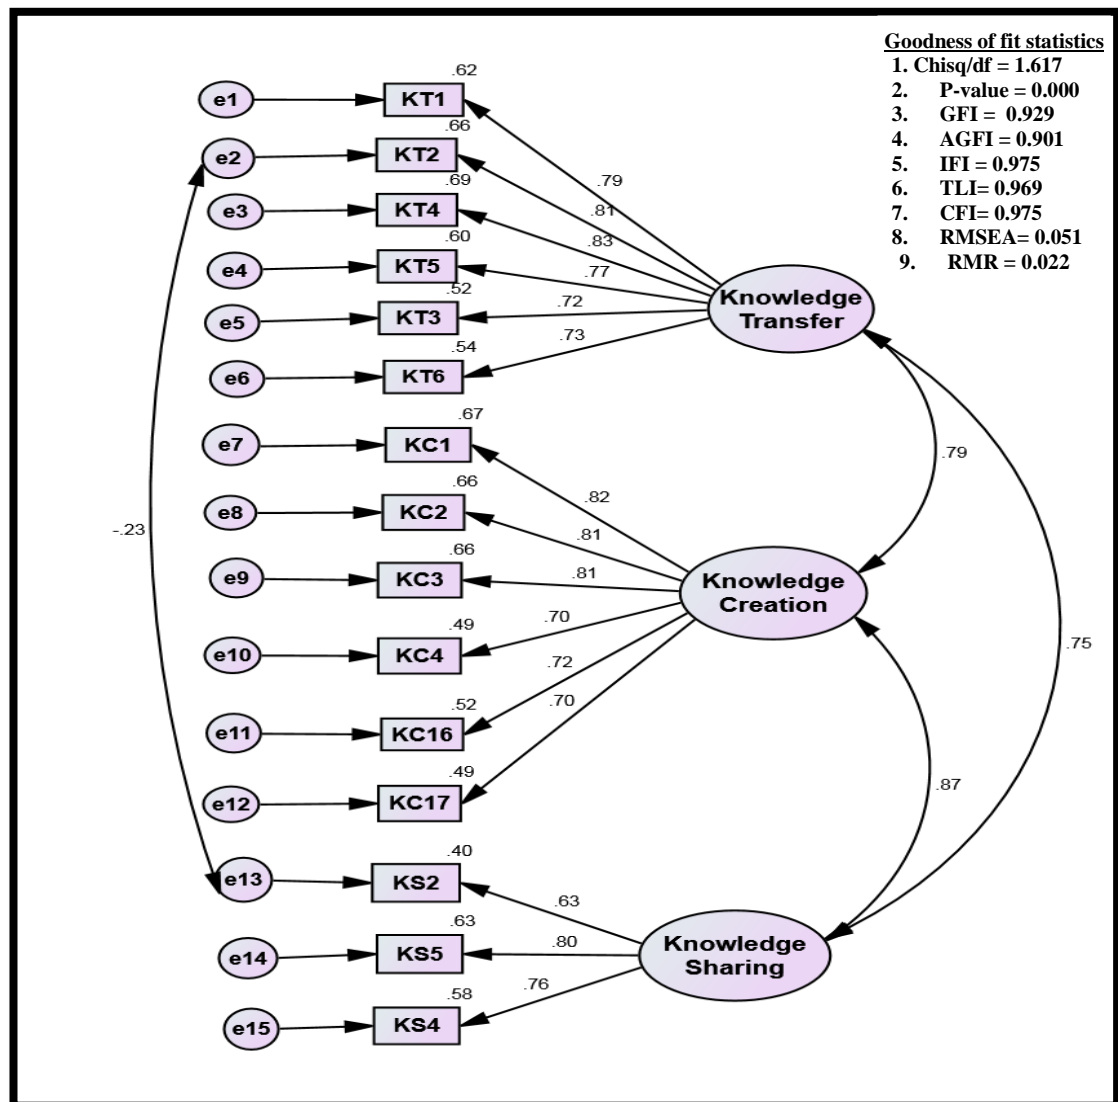 Goodness of fit statistics
1. Chisq/df = 1.617
2. P-value = 0.000
3. GFI = 0.929
4. AGFI = 0.901
5. IFI = 0.975
6. TLI= 0.969
7. CFI= 0.975
8. RMSEA= 0.051
9. RMR = 0.022
.62
e1 KT1
.66
e2 KT2
.69
.79
e3 KT4
.81
.60
.83
e4 KT5
.77
.52
Knowledge
Transfer
.72
e5 KT3
.73
.54
e6 KT6
.67
e7 KC1
.79
.66
.82
e8 KC2
-.23
.81
.66
e9 KC3
.81
Knowledge
Creation
.49
.70
e10 KC4
.75
.72
.52
.70
e11 KC16
.49
.87
e12 KC17
.40
e13 KS2
.63
.63
.80
e14 KS5
Knowledge
Sharing
.58
.76
e15 KS4